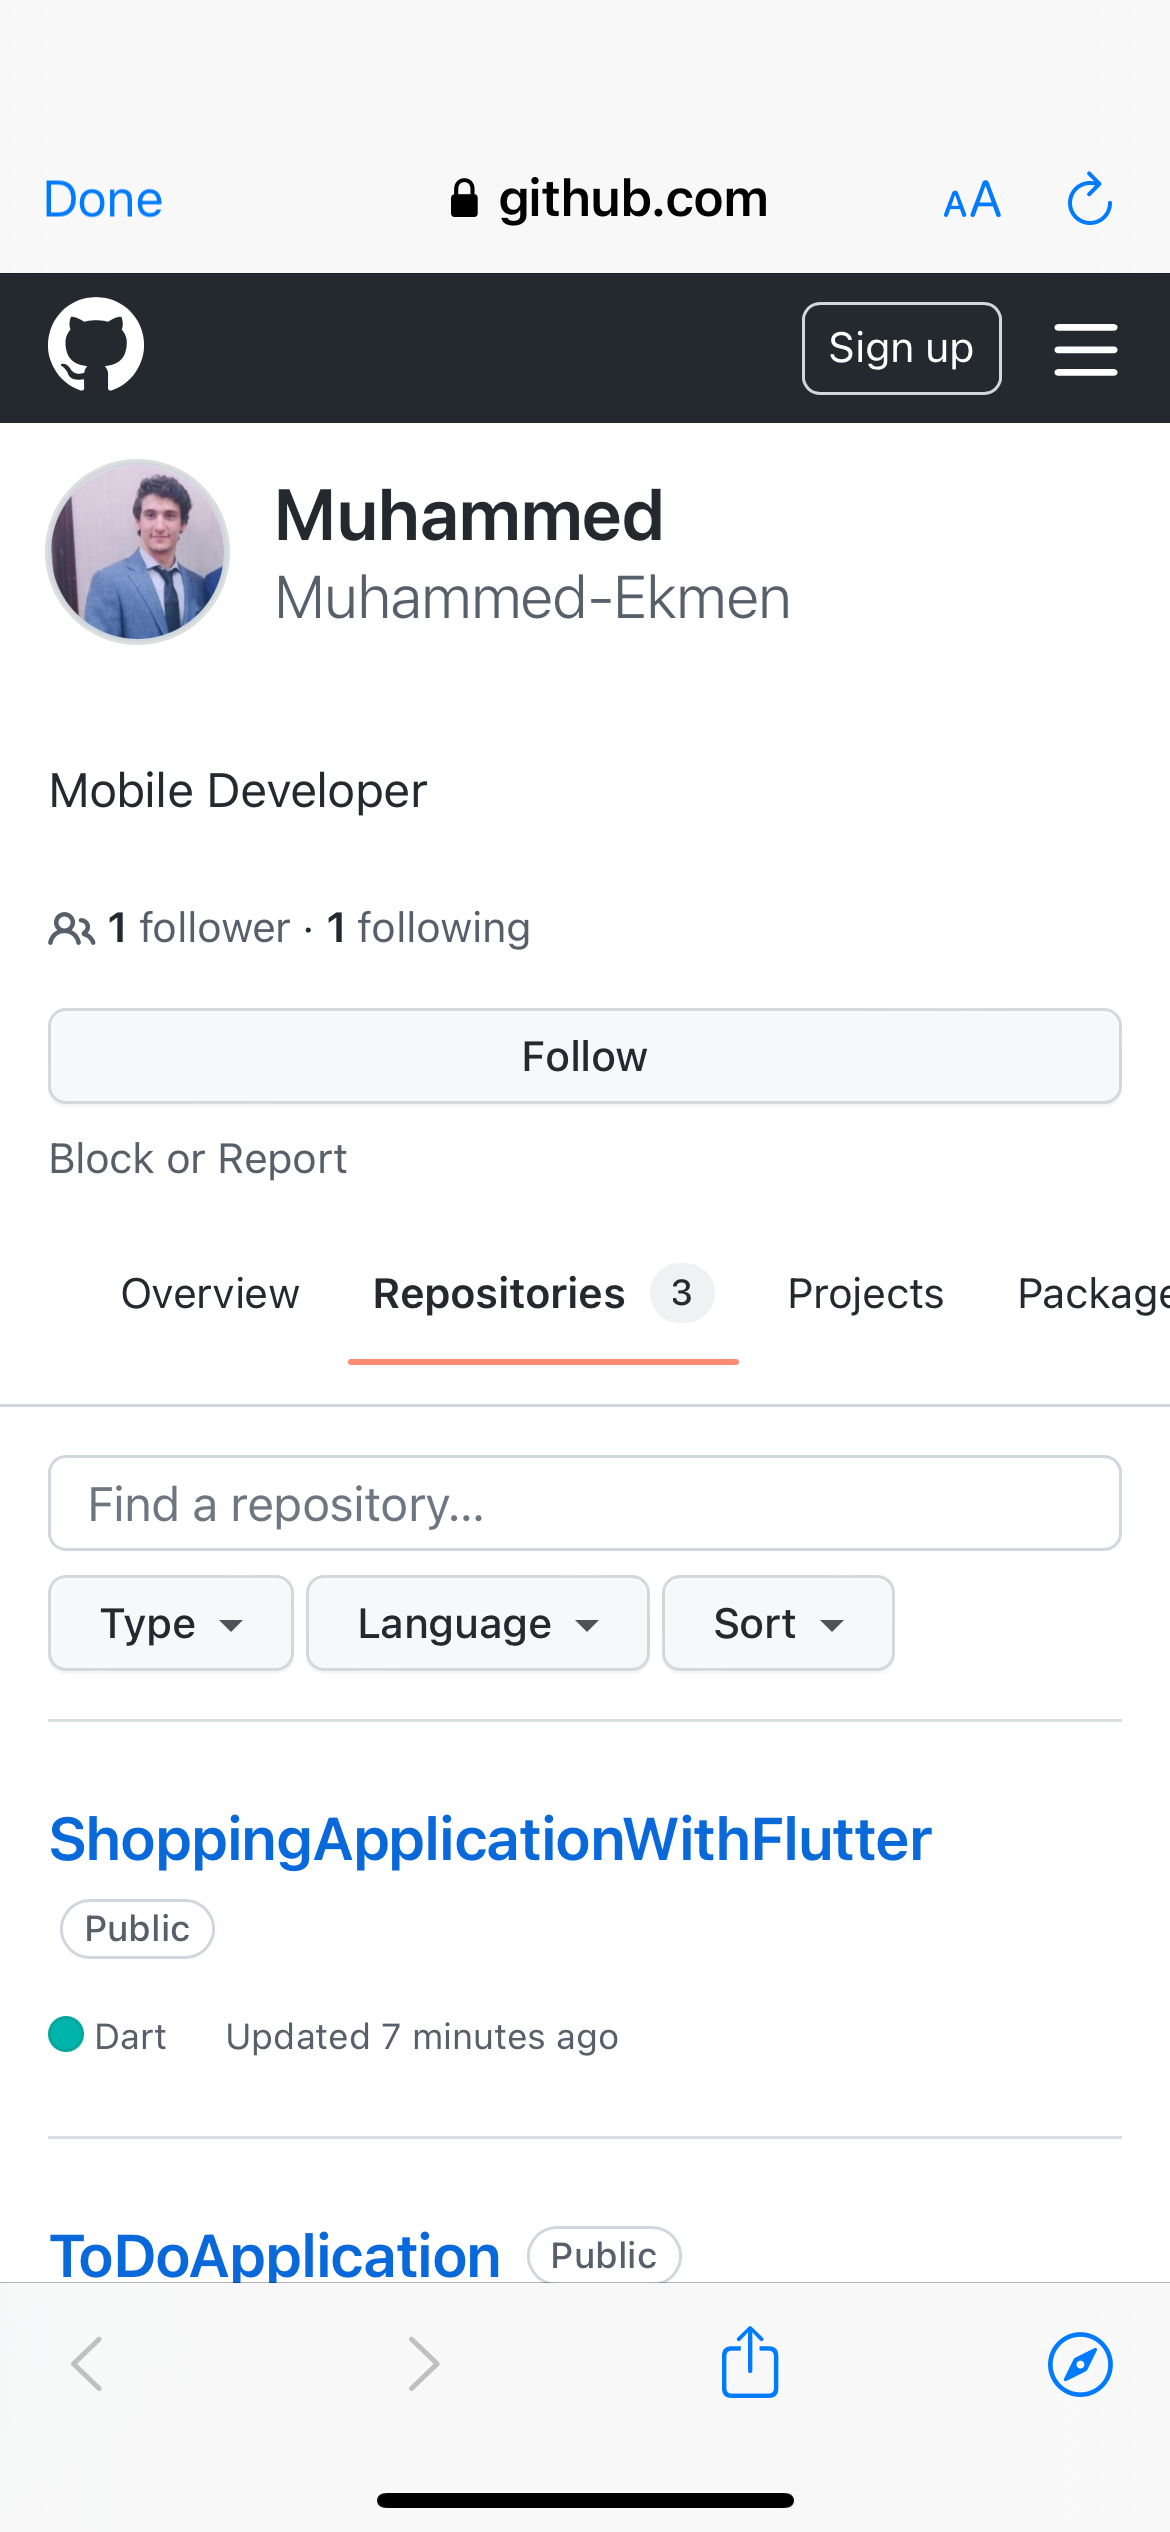 Done github.com AA
Sign up
Muhammed
Muhammed-Ekmen
Mobile Developer
1 follower · 1 following
Follow
Block or Report
Overview Repositories 3 Projects Package
Find a repository...
Type Language Sort
ShoppingApplicationWithFlutter
Public
Dart Updated 7 minutes ago
ToDoApplication Public